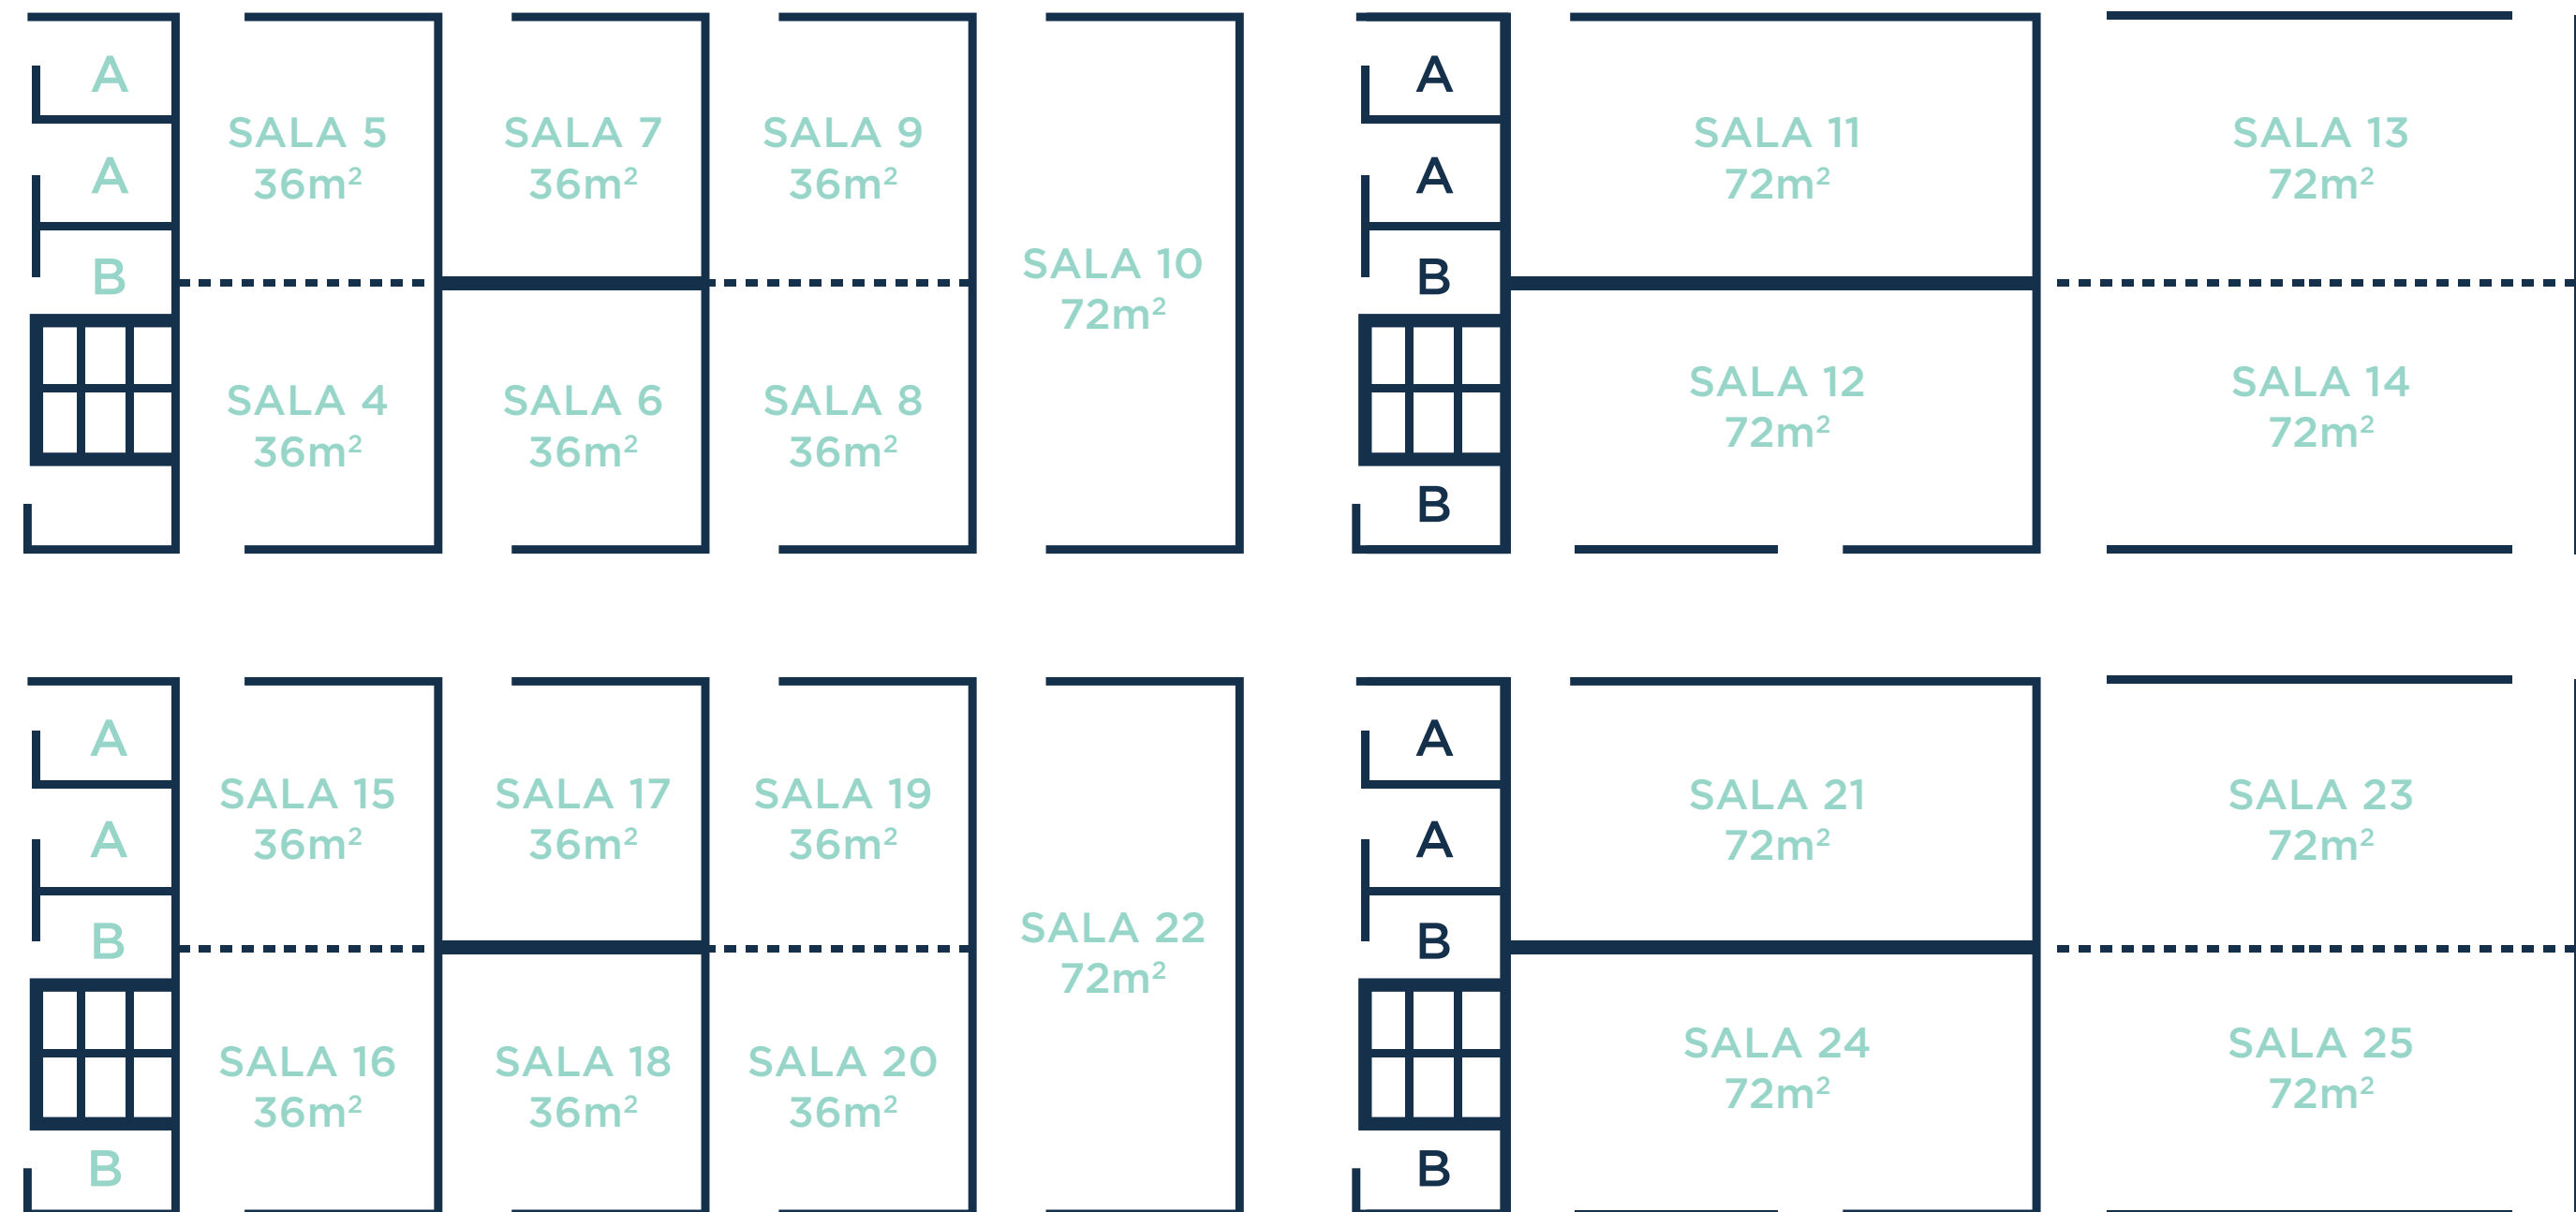 A
A
B
SALA 5
36m²
SALA 7
36m²
SALA 9
36m²
SALA 4
36m²
SALA 6
36m²
SALA 8
36m²
SALA 10
72m²
A
A
B
B
SALA 11
72m²
SALA 13
72m²
SALA 12
72m²
SALA 14
72m²
A
A
B
B
SALA 15
36m²
SALA 17
36m²
SALA 19
36m²
SALA 16
36m²
SALA 18
36m²
SALA 20
36m²
SALA 22
72m²
A
A
B
B
SALA 21
72m²
SALA 23
72m²
SALA 24
72m²
SALA 25
72m²